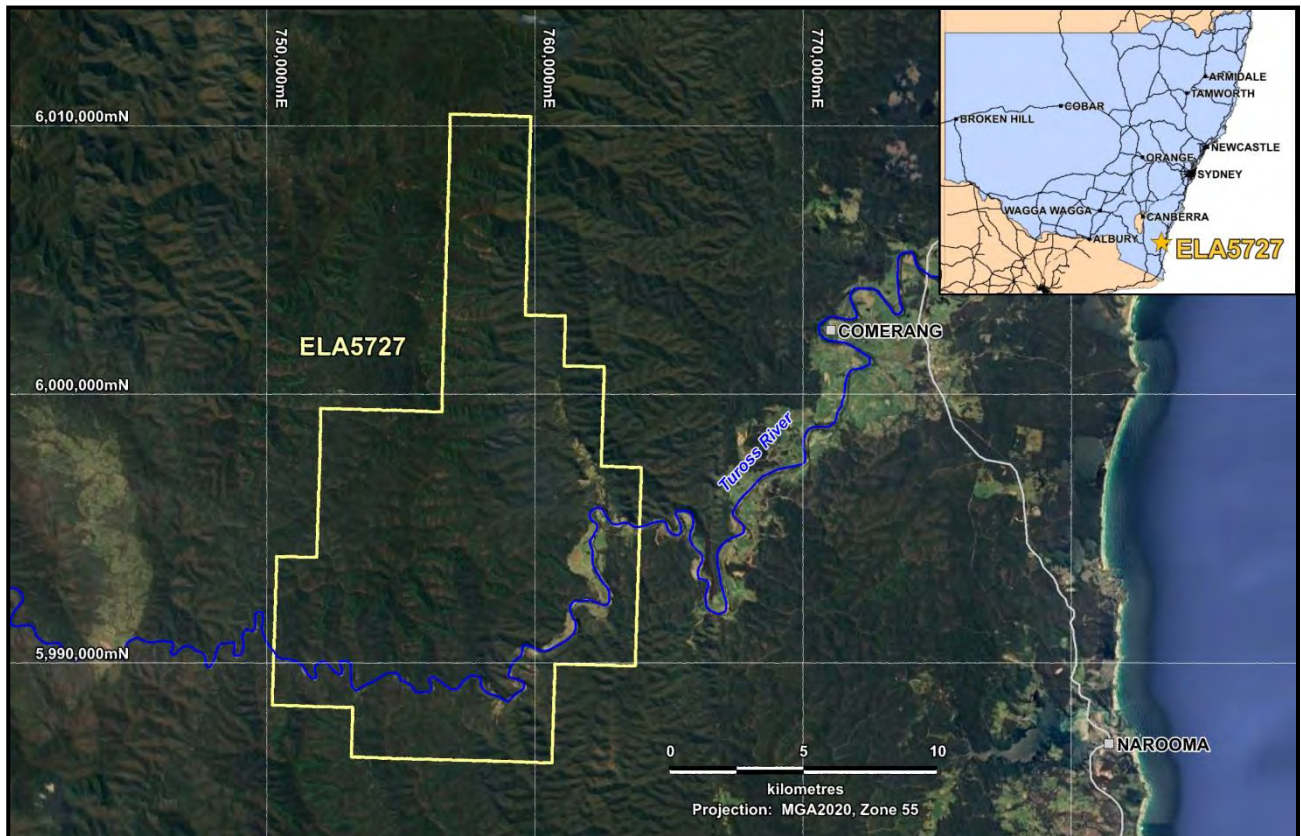 750,000mE
760,000mE
770,000mE
6,010,000mN
6,000,000mN
5,990,000mN
ELA5727
COMERANG
Tuross River
NAROOMA
0 5 10
kilometres
Projection: MGA2020, Zone 55
ARMIDALE
TAMWORTH
COBAR
BROKEN HILL
NEWCASTLE
ORANGE
SYDNEY
WAGGA WAGGA
CANBERRA
ALBURY
ELA5727